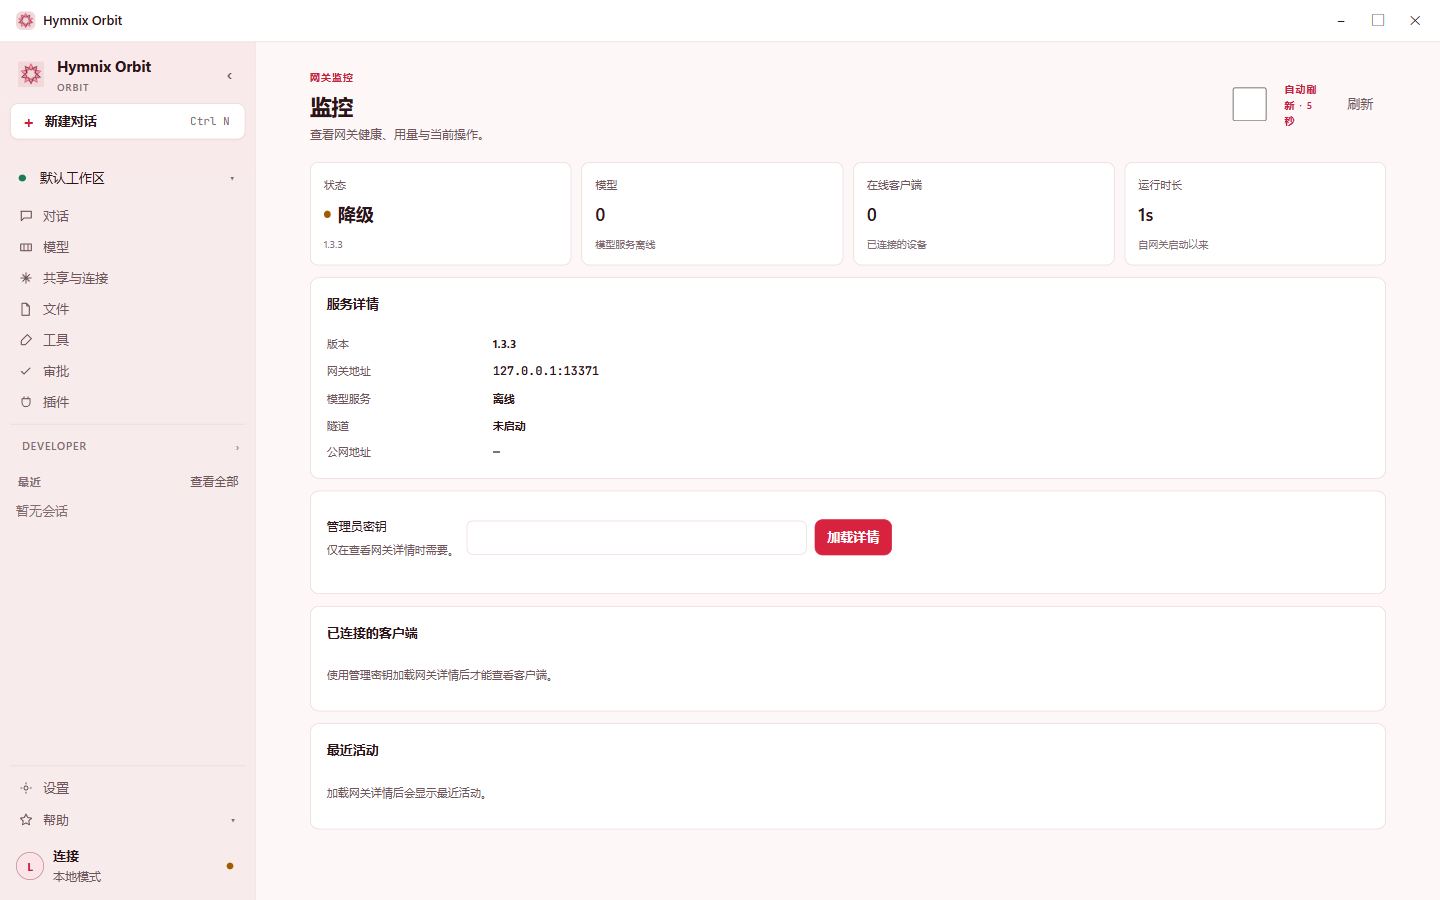 Hymnix Orbit
Hymnix Orbit
ORBIT
+ 新建对话 Ctrl N
默认工作区
对话
模型
共享与连接
文件
工具
审批
插件
DEVELOPER
最近 查看全部
暂无会话
设置
帮助
L
连接
本地模式
网关监控
监控
查看网关健康、用量与当前操作。
自动刷
新 · 5
秒
刷新
状态
降级
1.3.3
模型
0
模型服务离线
在线客户端
0
已连接的设备
运行时长
1s
自网关启动以来
服务详情
版本 1.3.3
网关地址 127.0.0.1:13371
模型服务 离线
隧道 未启动
公网地址 —
管理员密钥
仅在查看网关详情时需要。
加载详情
已连接的客户端
使用管理密钥加载网关详情后才能查看客户端。
最近活动
加载网关详情后会显示最近活动。